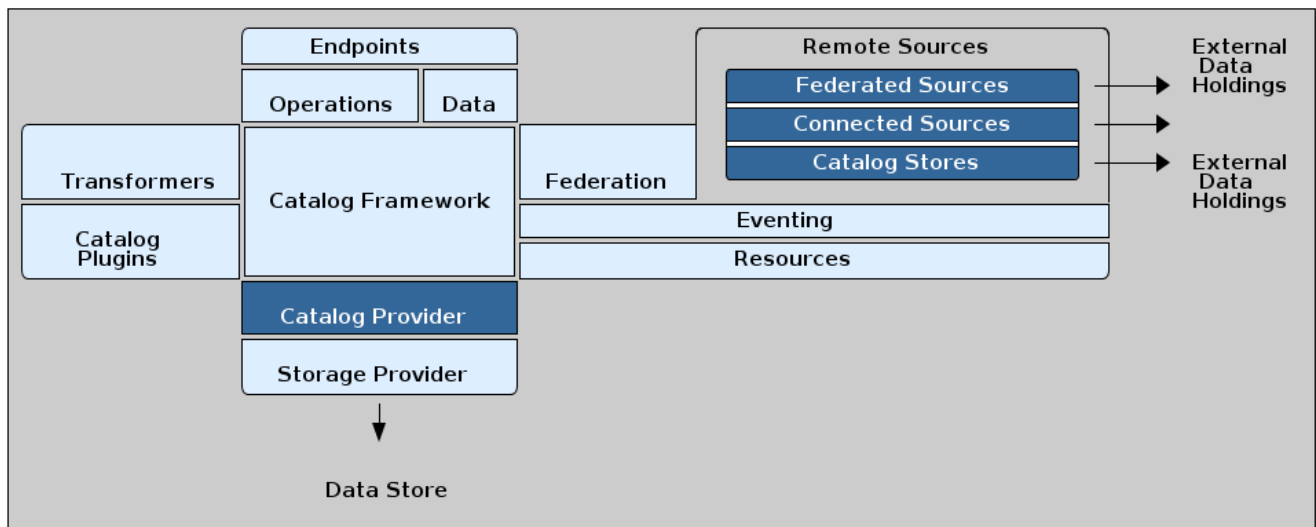 Endpoints
Operations
Data
Transformers
Catalog
Plugins
Catalog Framework
Federation
Remote Sources
Federated Sources
Connected Sources
Catalog Stores
External
Data
Holdings
External
Data
Holdings
Eventing
Resources
Catalog Provider
Storage Provider
Data Store